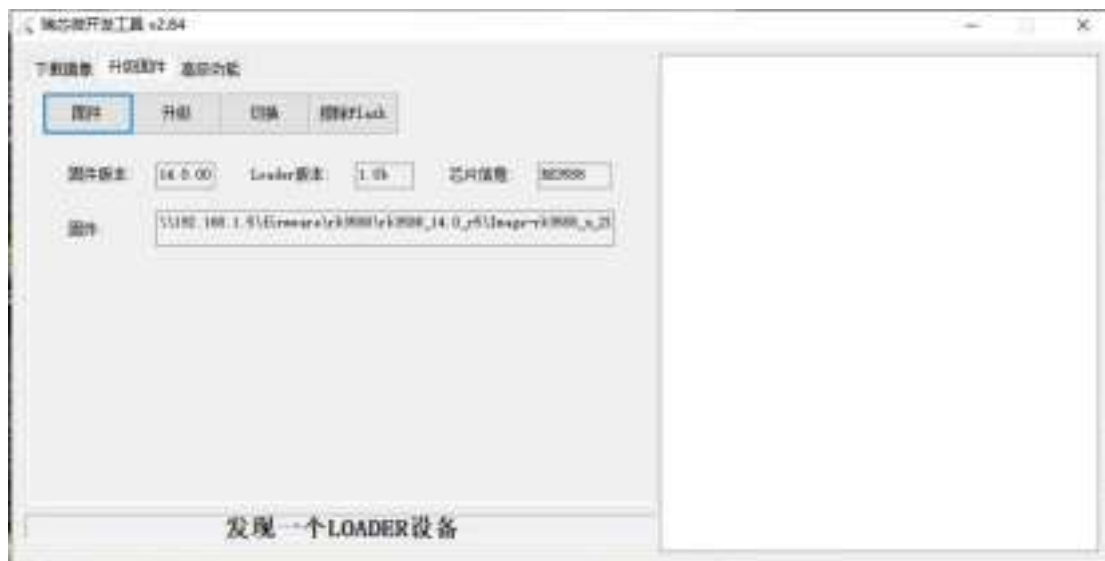 瑞芯微开发工具 v2.84
下载镜像 升级固件 高级功能
固件 升级 切换 擦除Flash
固件版本: 14.0.00 Loader版本: 1.0b 芯片信息: RK3588
固件: \\192.168.1.
发现一个LOADER设备